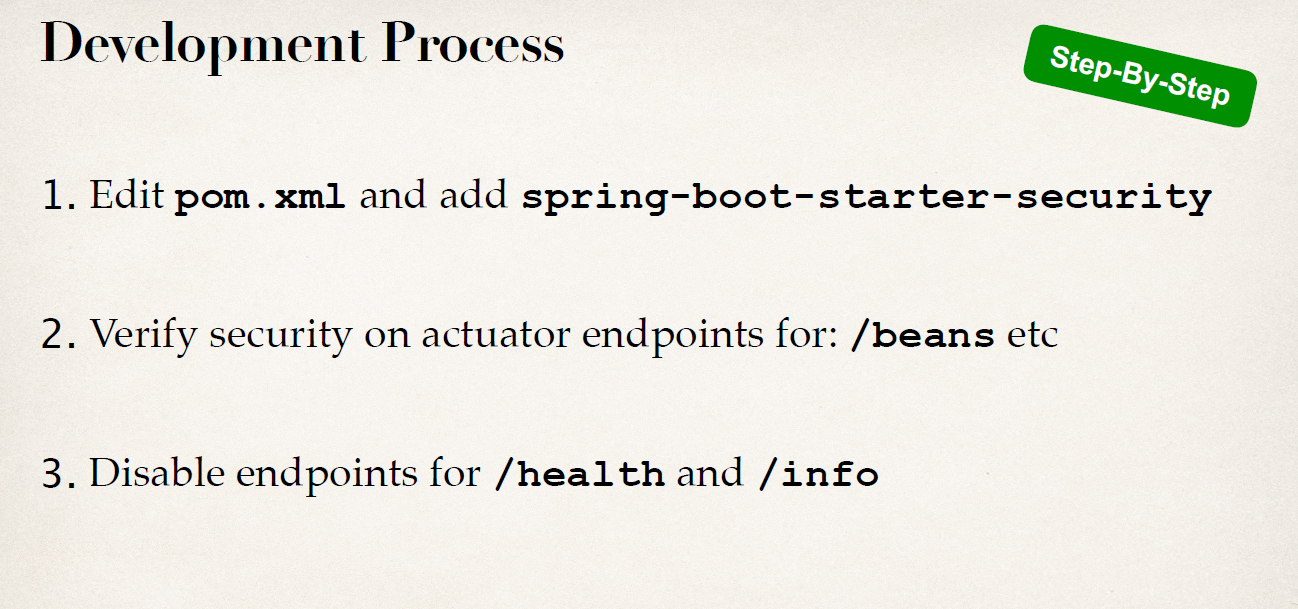 Development Process
Step-By-Step
1. Edit pom.xml and add spring-boot-starter-security
2. Verify security on actuator endpoints for: /beans etc
3. Disable endpoints for /health and /info